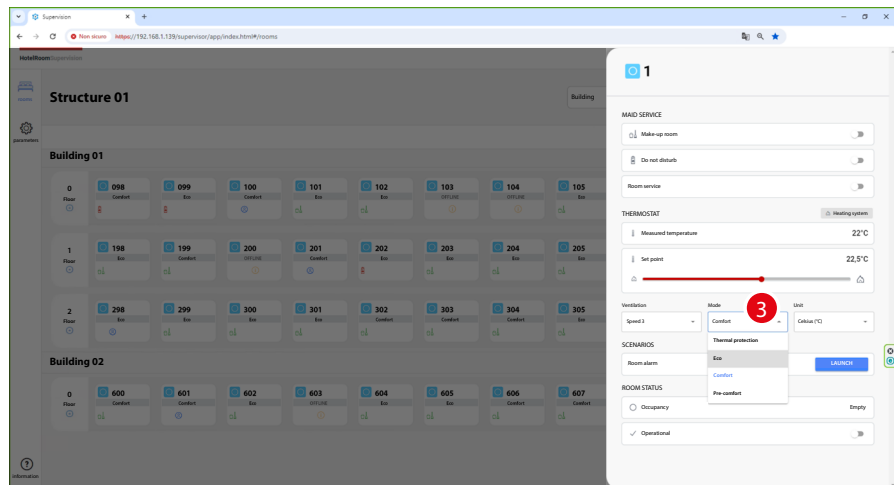 Supervision
Non sicure https://192.168.1.139/supervisor/app/index.html#/rooms
HotelRoom Supervision
rooms
Structure 01
Building
parameters
Building 01
0
Floor
098
Comfort
099
Eco
100
Comfort
101
Eco
102
Eco
103
OFFLINE
104
OFFLINE
105
Eco
1
Floor
198
Eco
199
Comfort
200
OFFLINE
201
Comfort
202
Eco
203
Eco
204
Eco
205
Eco
2
Floor
298
Eco
299
Eco
300
Eco
301
Eco
302
Comfort
303
Comfort
304
Comfort
305
Eco
Building 02
0
Floor
600
Comfort
601
Comfort
602
Eco
603
OFFLINE
604
Eco
605
Eco
606
Comfort
607
Comfort
information
1
MAID SERVICE
Make-up room
Do not disturb
Room service
THERMOSTAT
Heating system
Measured temperature
22°C
Set point
22,5°C
Ventilation
Mode
3
Unit
Speed 3
Comfort
Celsius (°C)
Thermal protection
Eco
Comfort
Pre-comfort
SCENARIOS
Room alarm
LAUNCH
ROOM STATUS
Occupancy
Empty
Operational